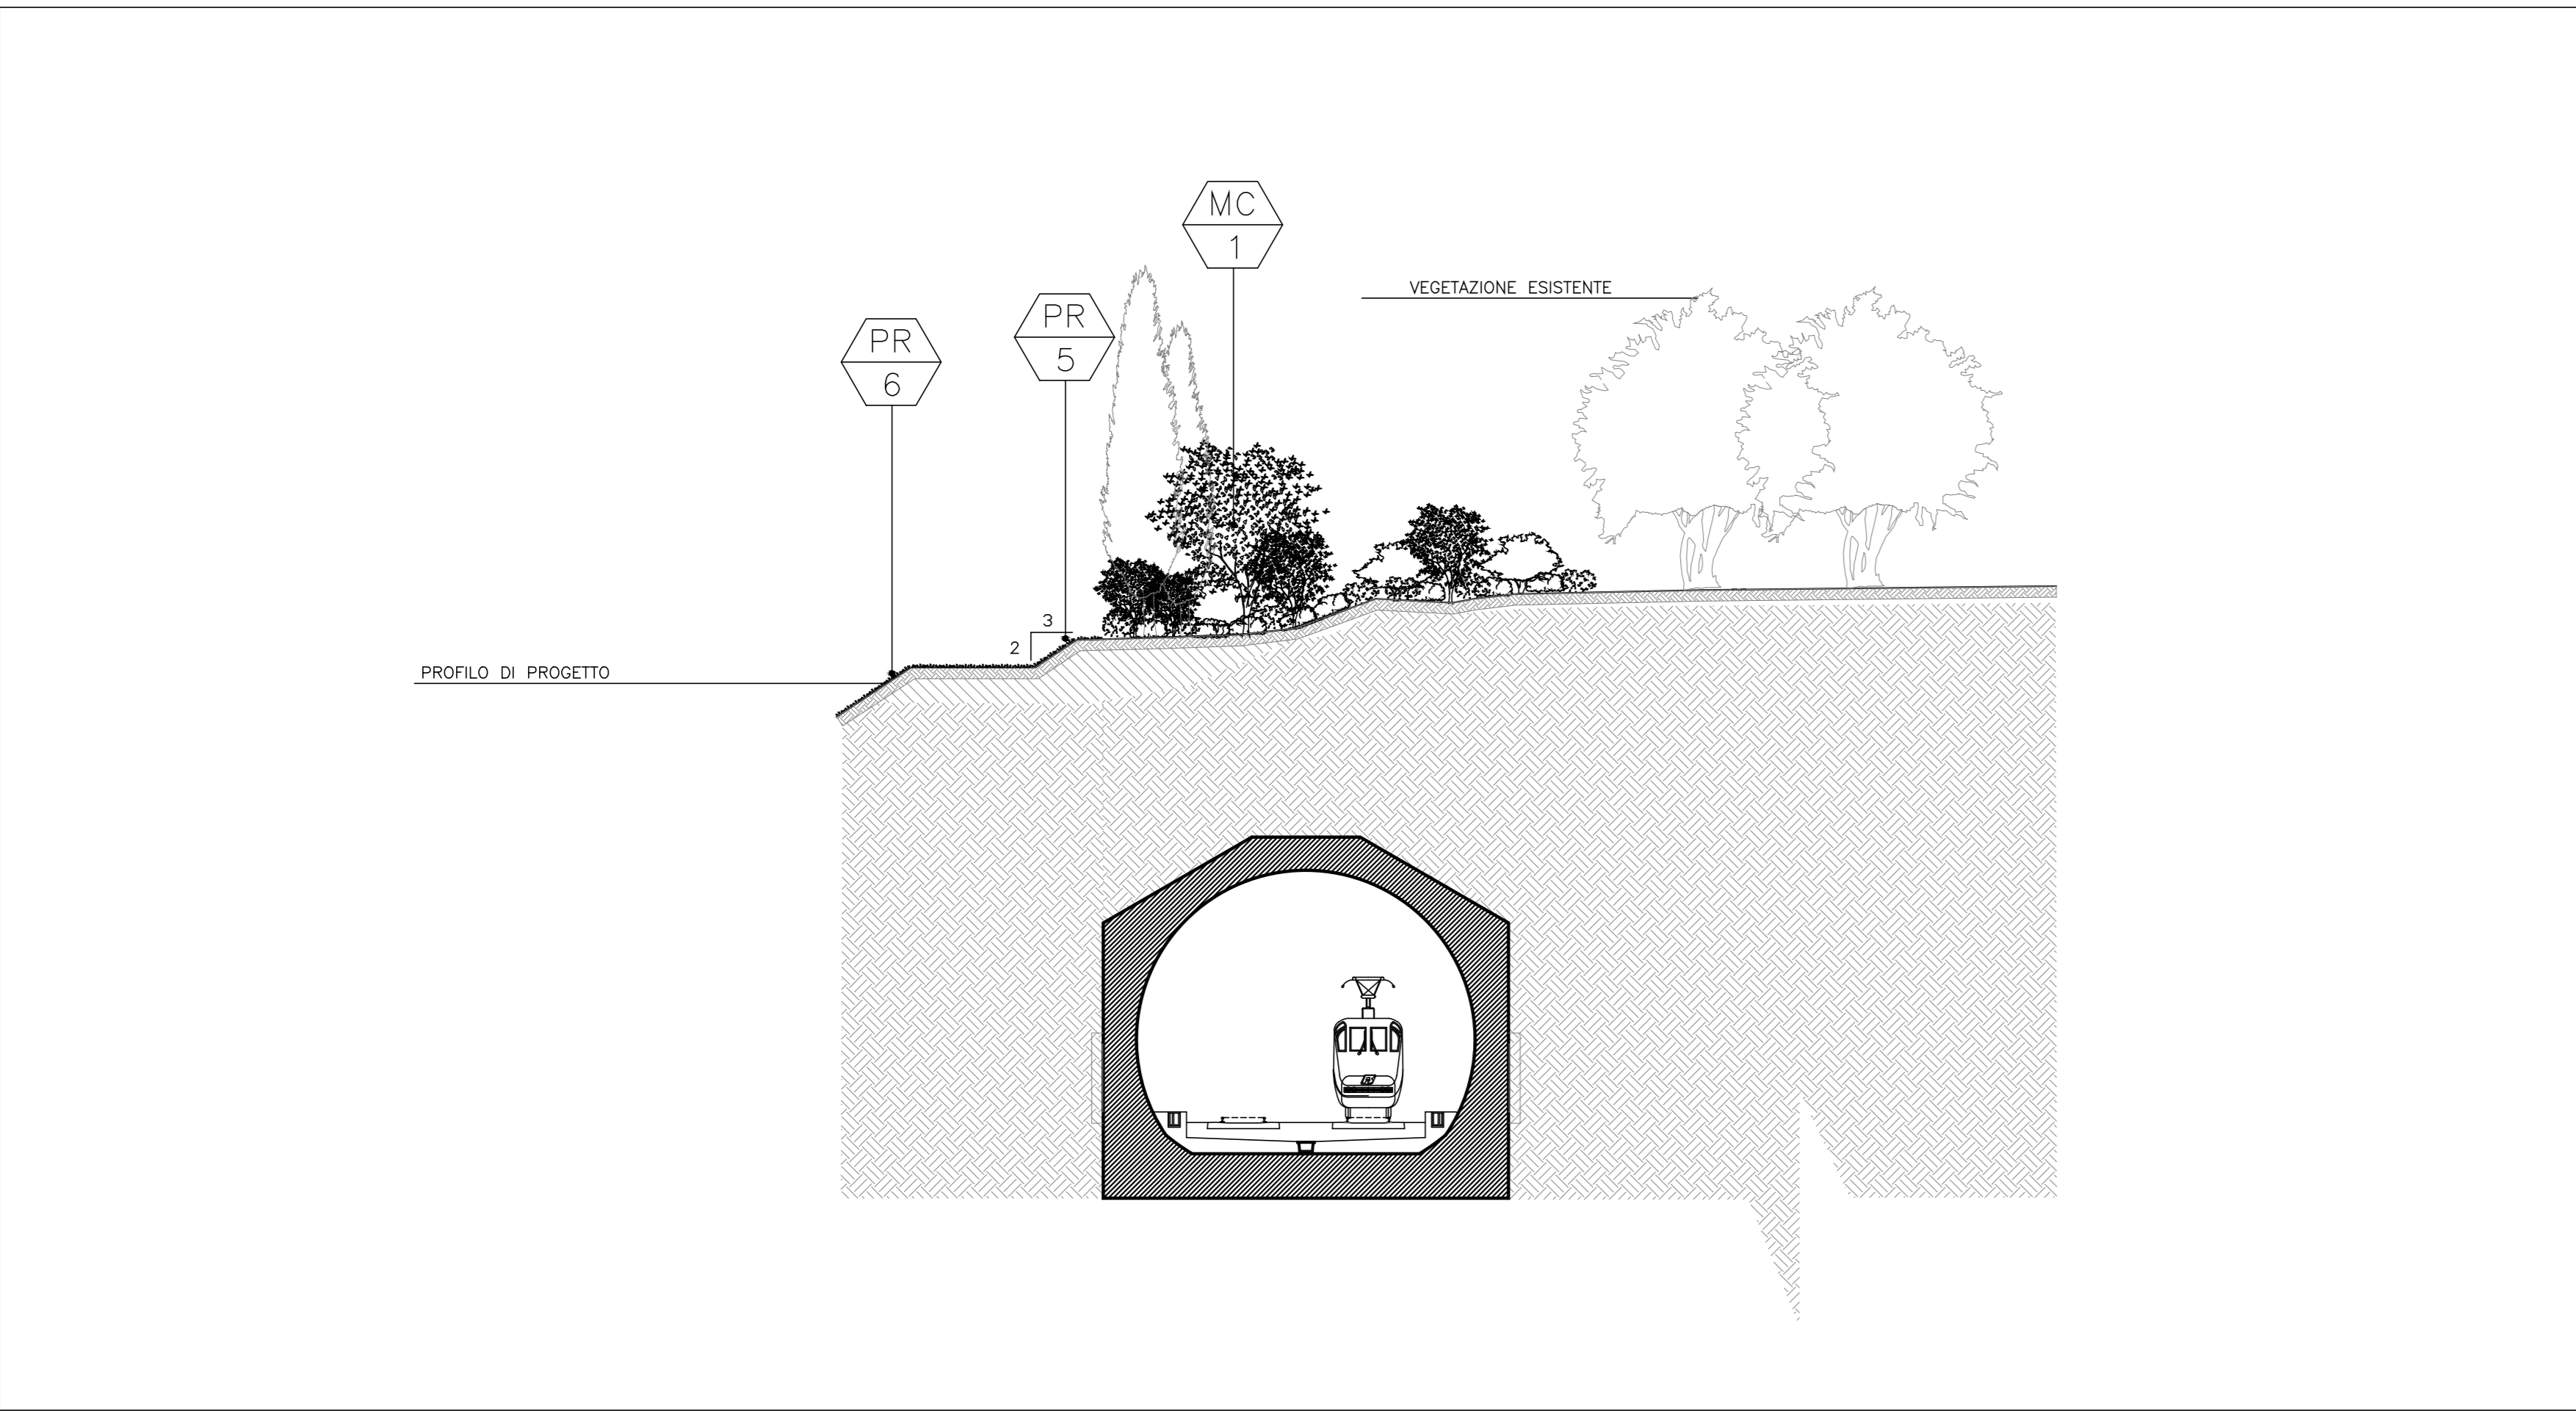 MC
1
VEGETAZIONE ESISTENTE
PR
5
PR
6
3
2
PROFILO DI PROGETTO